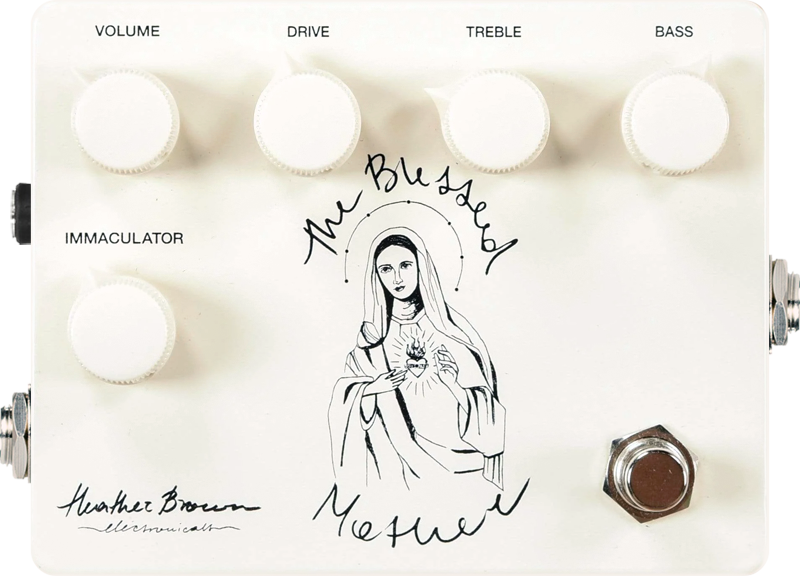 VOLUME DRIVE TREBLE BASS
The Blessed
IMMACULATOR
Mother
Heather Brown
electronicals